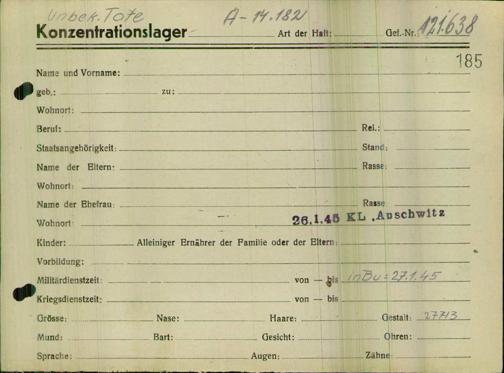 Unbek. Tote A-14.182
Konzentrationslager Art der Haft: Gef.-Nr. 121.638
185
Name und Vorname:
geb.: zu:
Wohnort:
Beruf: Rel.:
Staatsangehörigkeit: Stand:
Name der Eltern: Rasse:
Wohnort:
Name der Ehefrau: Rasse
26.1.45 KL. Auschwitz
Wohnort
Kinder: Alleiniger Ernährer der Familie oder der Eltern:
Vorbildung:
Militärdienstzeit: von — bis in Bu = 27.1.45
Kriegsdienstzeit: von — bis
Grösse: Nase: Haare: Gestalt:
Mund: Bart: Gesicht: Ohren:
Sprache: Augen: Zähne: